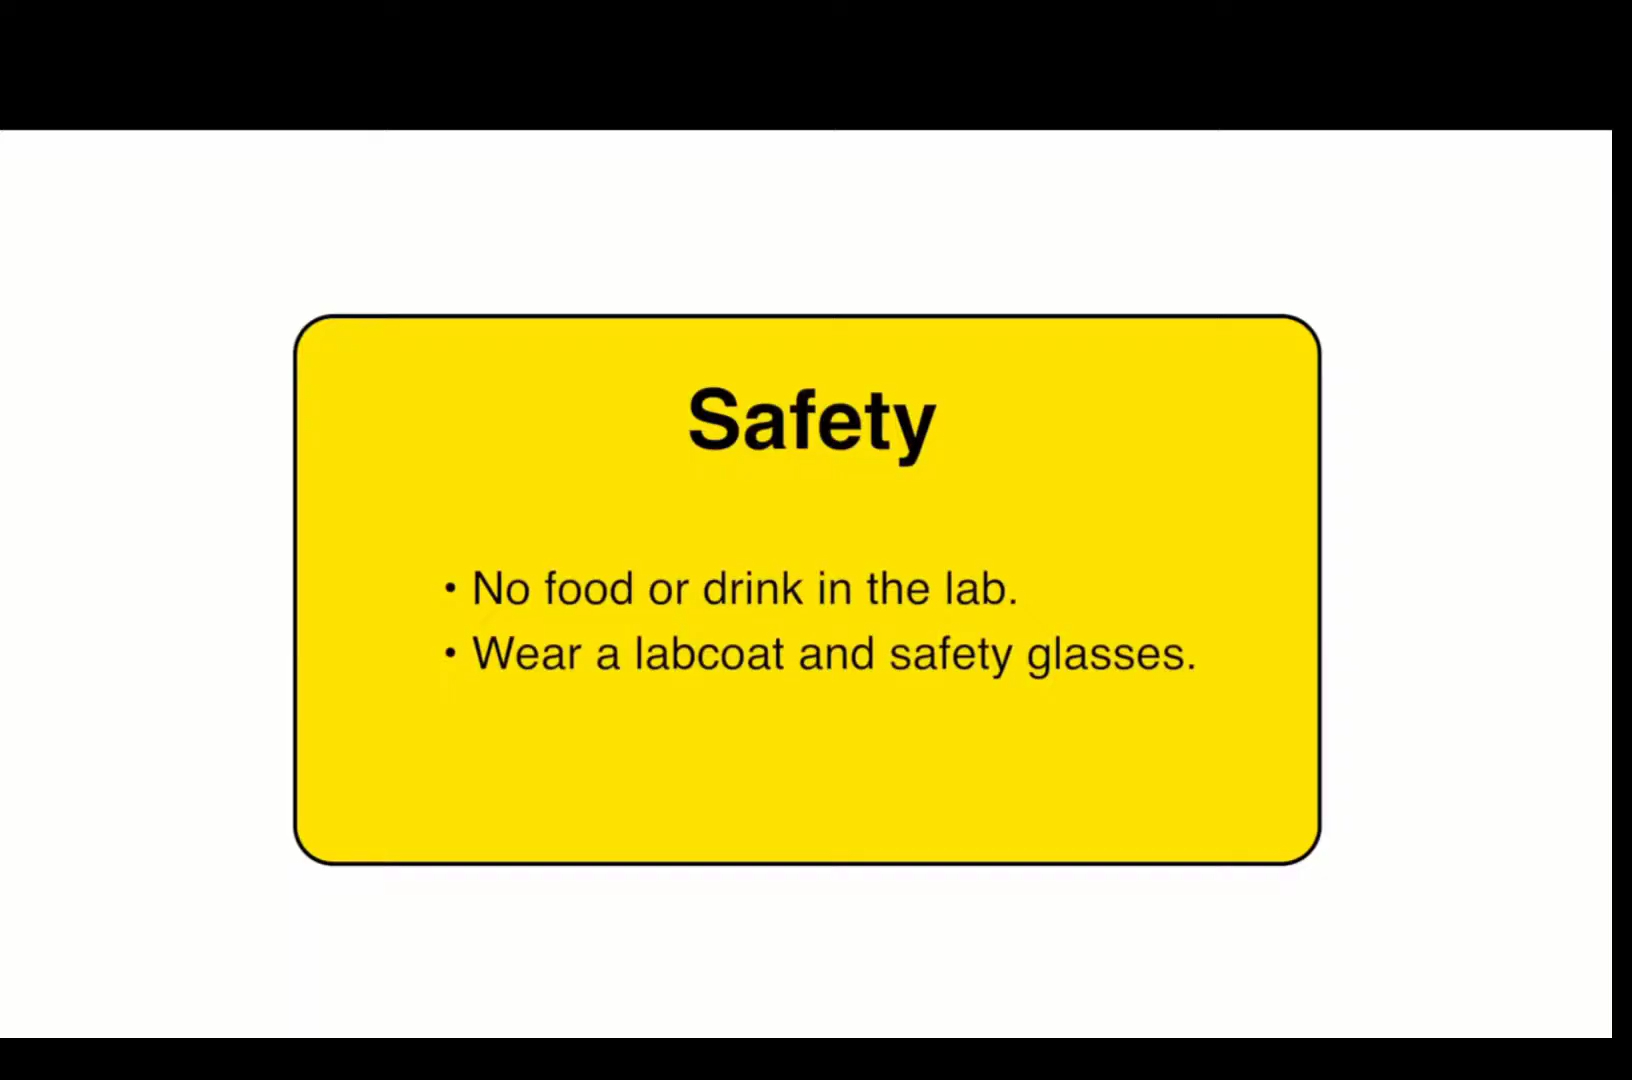 Safety
• No food or drink in the lab.
• Wear a labcoat and safety glasses.